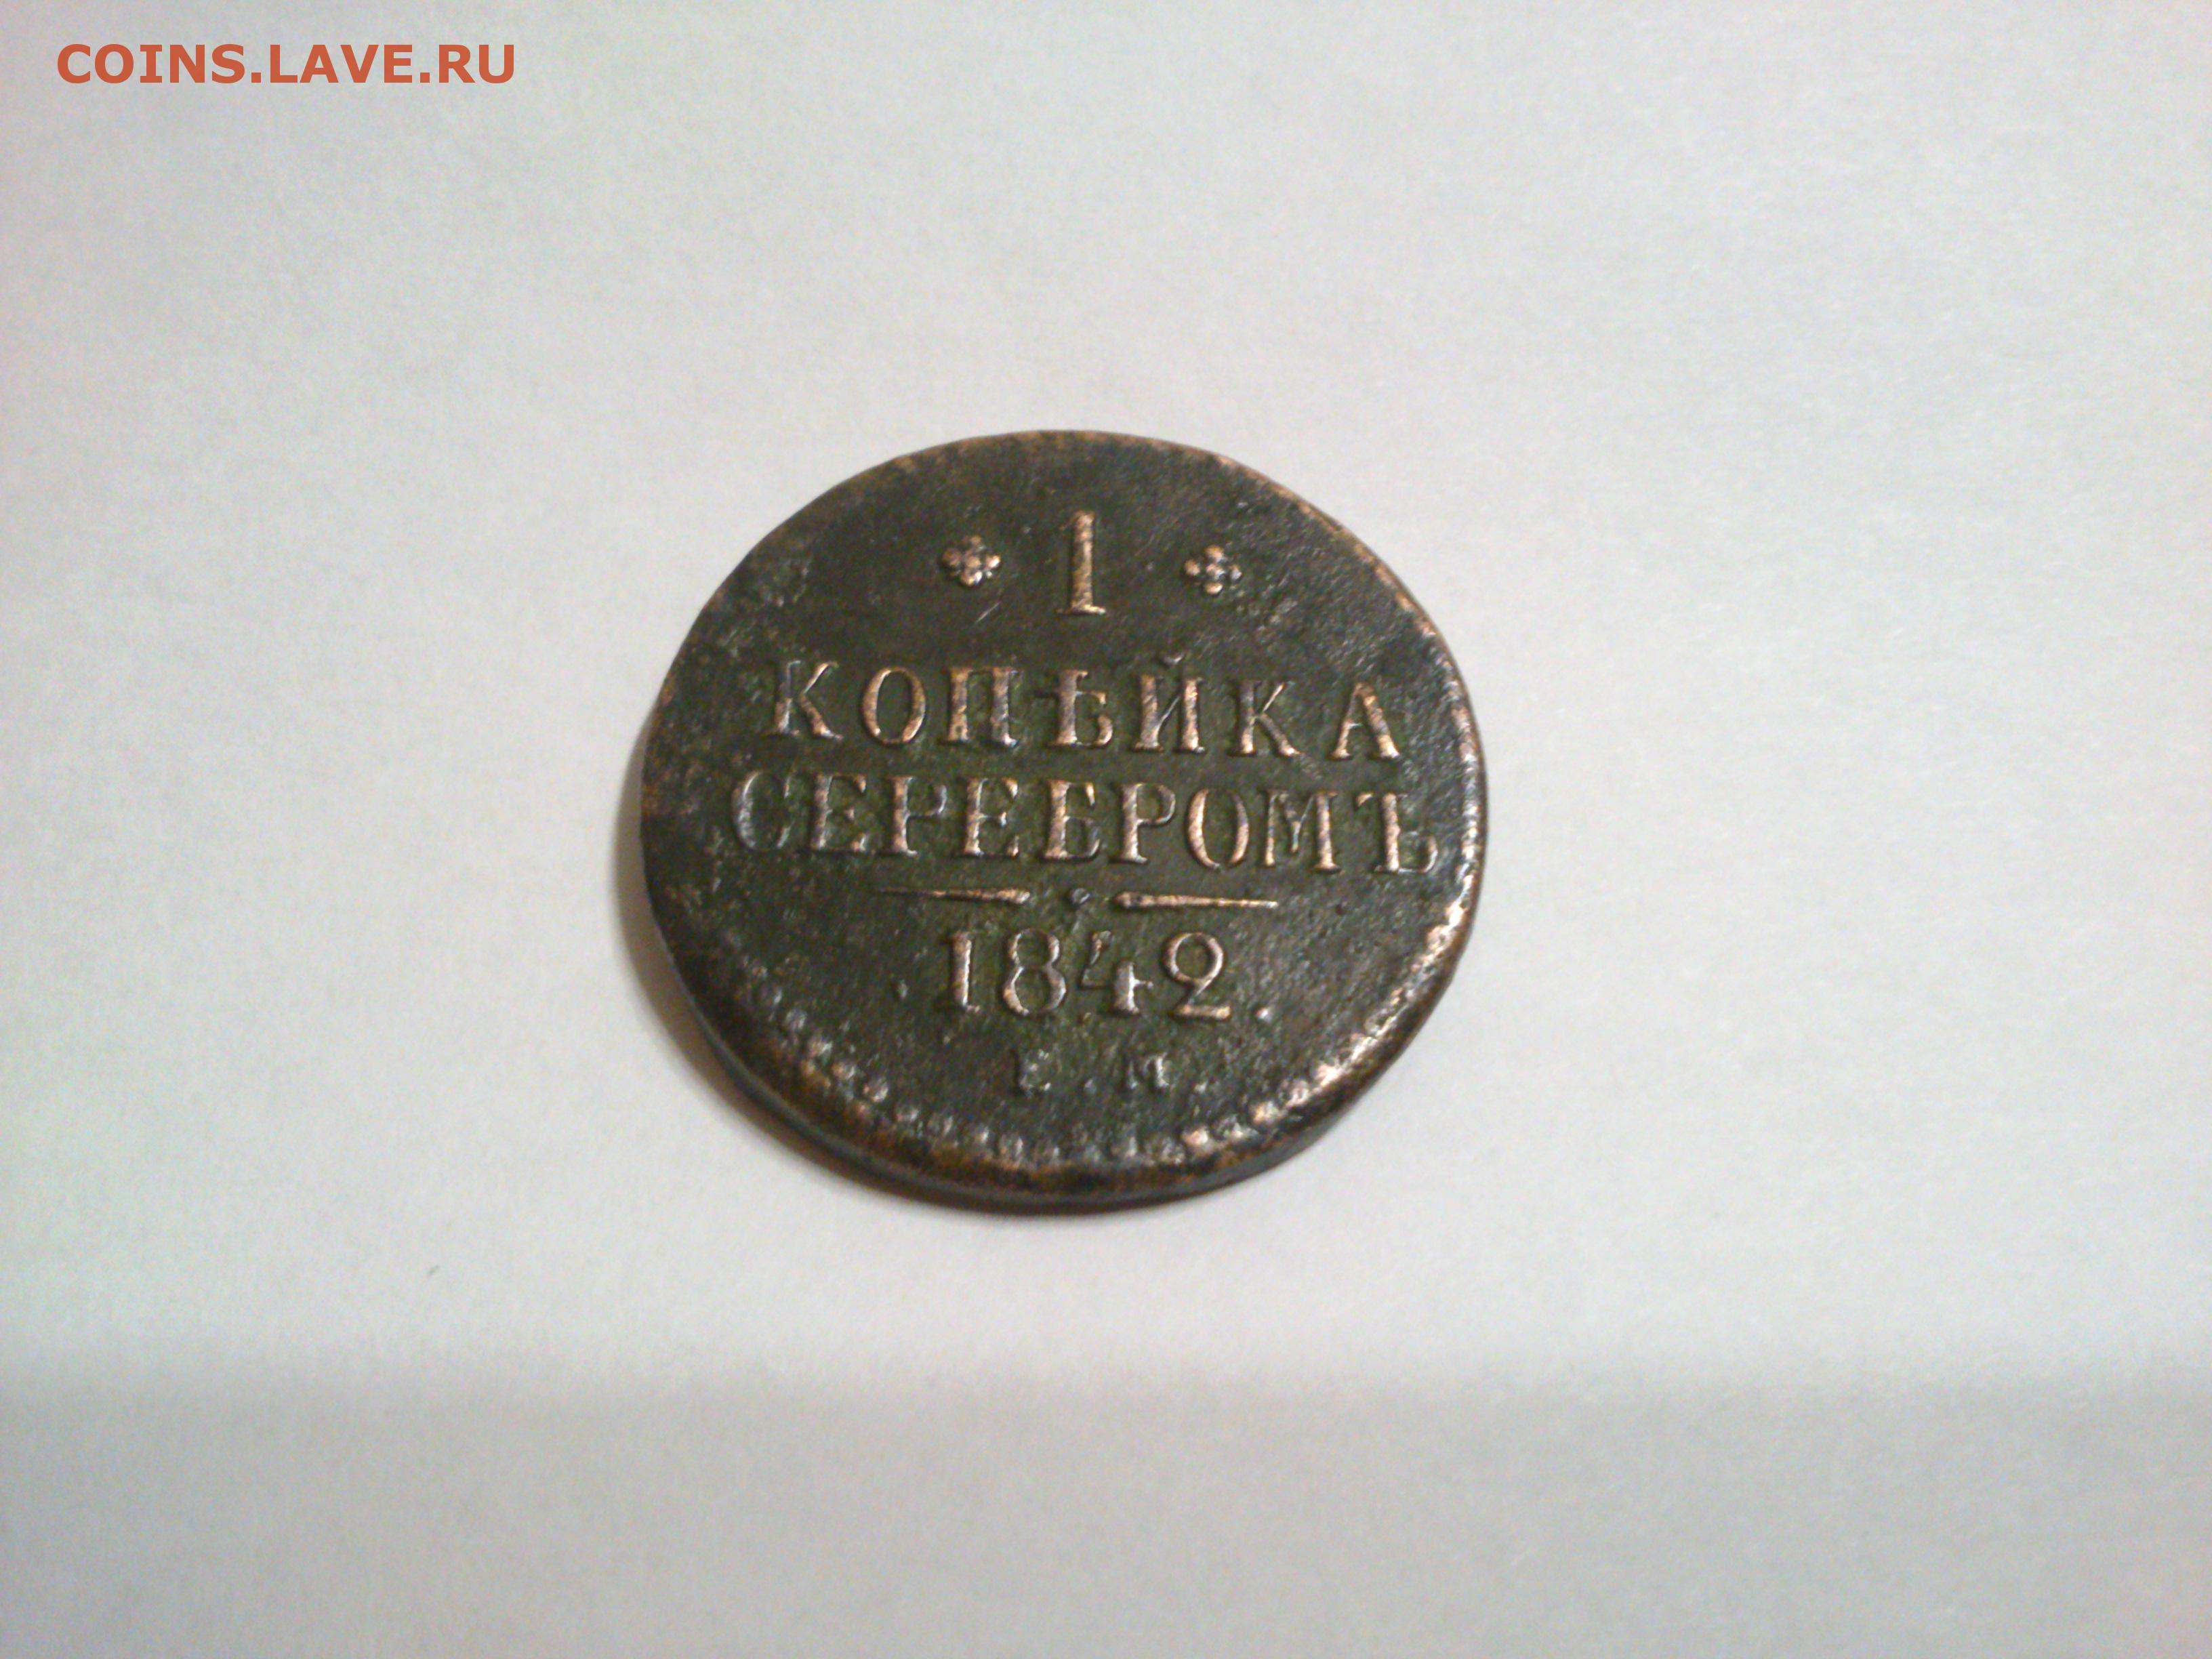 COINS.LAVE.RU
1
КОПѢЙКА
СЕРЕБРОМЪ
.1842.
Е.М.